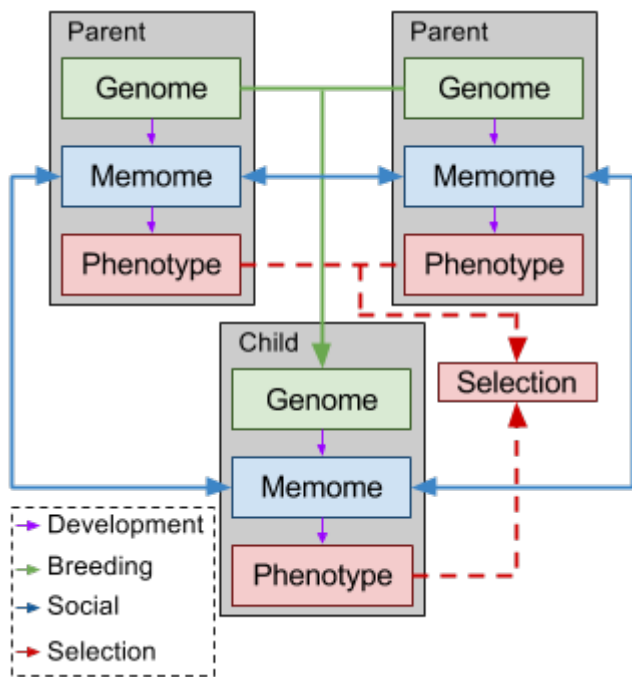 Parent
Genome
Memome
Phenotype
Parent
Genome
Memome
Phenotype
Child
Genome
Memome
Phenotype
Selection
Development
Breeding
Social
Selection